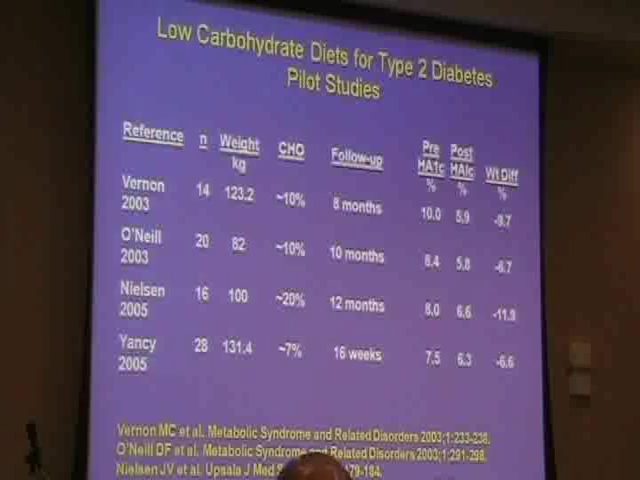 Low Carbohydrate Diets for Type 2 Diabetes
Pilot Studies
Reference n Weight kg CHO Follow-up Pre HA1c % Post HA1c % Wt Diff %
Vernon 2003 14 123.2 ~10% 8 months 10.0 5.9 -9.7
O'Neill 2003 20 82 ~10% 10 months 6.4 5.8 -6.7
Nielsen 2005 16 100 ~20% 12 months 8.0 6.6 -11.9
Yancy 2005 28 131.4 ~7% 16 weeks 7.5 6.3 -6.6
Vernon MC et al. Metabolic Syndrome and Related Disorders 2003;1:233-238.
O'Neill DF et al. Metabolic Syndrome and Related Disorders 2003;1:291-298.
Nielsen JV et al. Upsala J Med 179-184.